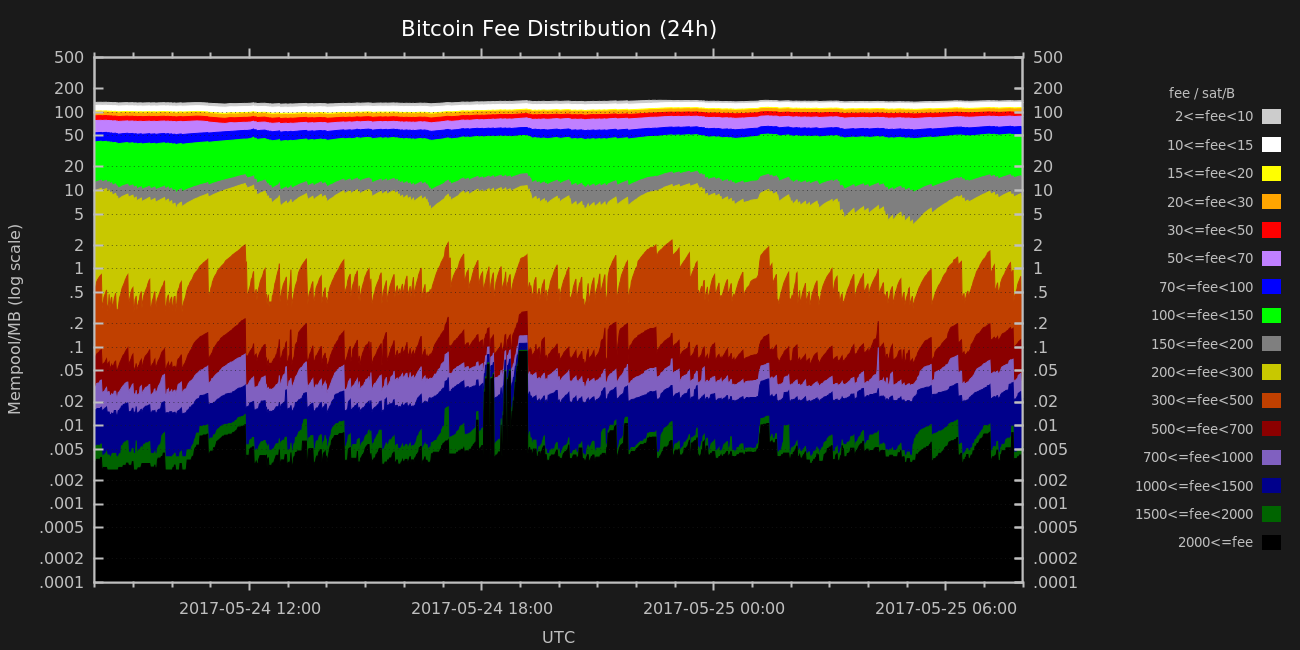 Bitcoin Fee Distribution (24h)
Mempool/MB (log scale)
500
200
100
50
20
10
5
2
1
.5
.2
.1
.05
.02
.01
.005
.002
.001
.0005
.0002
.0001
500
200
100
50
20
10
5
2
1
.5
.2
.1
.05
.02
.01
.005
.002
.001
.0005
.0002
.0001
2017-05-24 12:00
2017-05-24 18:00
2017-05-25 00:00
2017-05-25 06:00
UTC
fee / sat/B
2<=fee<10
10<=fee<15
15<=fee<20
20<=fee<30
30<=fee<50
50<=fee<70
70<=fee<100
100<=fee<150
150<=fee<200
200<=fee<300
300<=fee<500
500<=fee<700
700<=fee<1000
1000<=fee<1500
1500<=fee<2000
2000<=fee